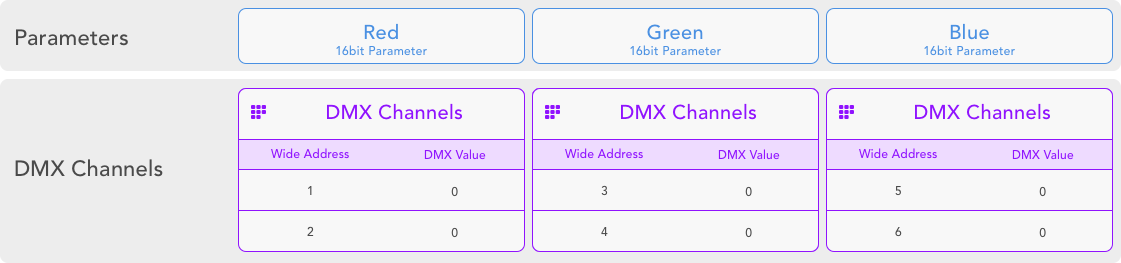 Parameters
Red
16bit Parameter
Green
16bit Parameter
Blue
16bit Parameter
DMX Channels
DMX Channels
Wide Address DMX Value
1 0
2 0
DMX Channels
Wide Address DMX Value
3 0
4 0
DMX Channels
Wide Address DMX Value
5 0
6 0